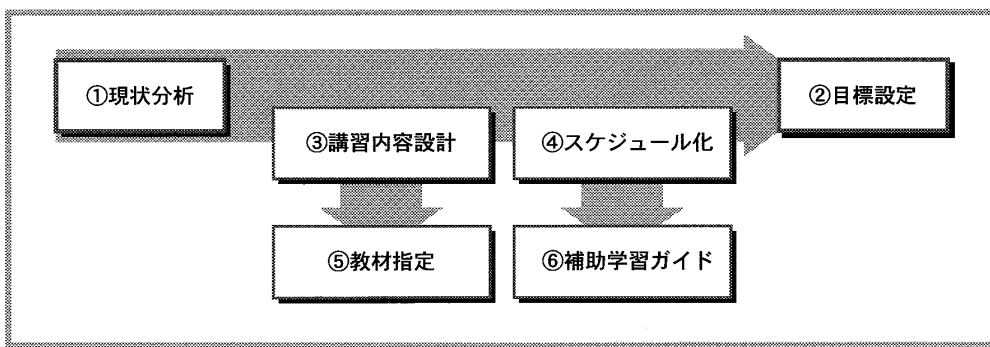 ①現状分析
②目標設定
③講習内容設計
④スケジュール化
⑤教材指定
⑥補助学習ガイド